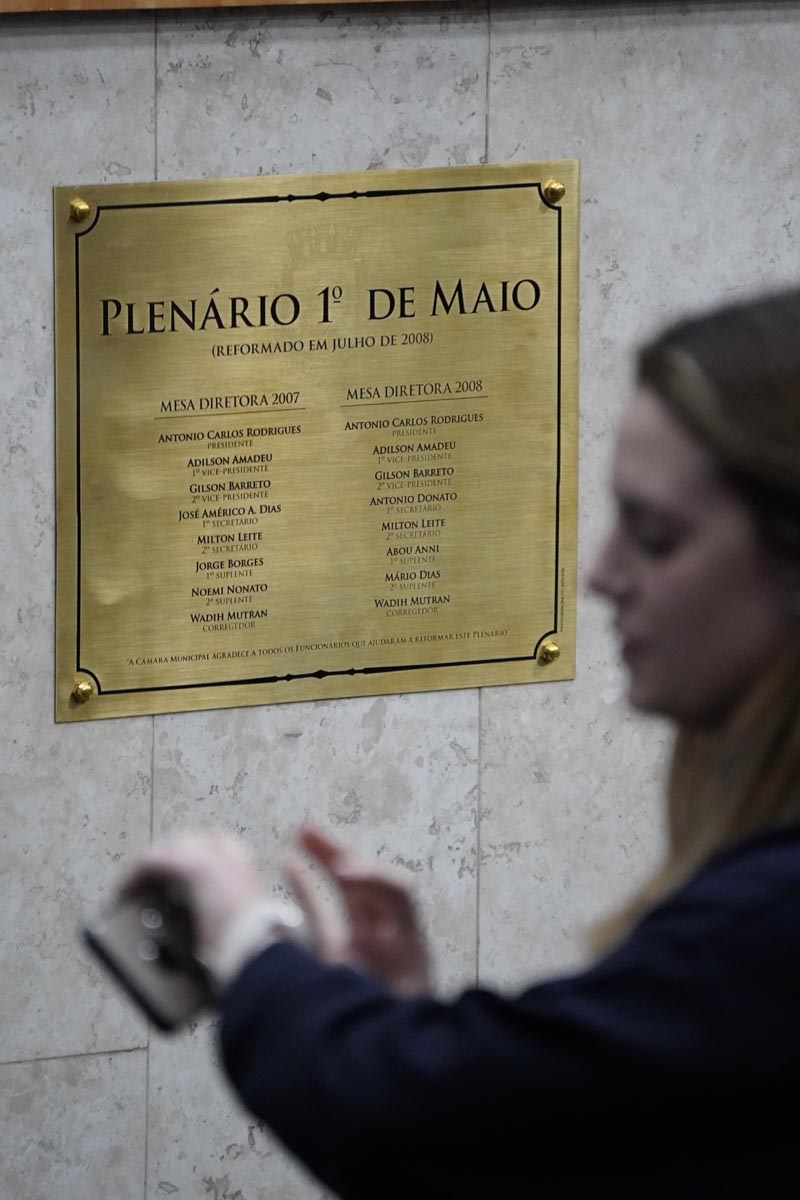 PLENÁRIO 1º DE MAIO
(REFORMADO EM JULHO DE 2008)
MESA DIRETORA 2007
ANTONIO CARLOS RODRIGUES
PRESIDENTE
ADILSON AMADEU
1º VICE-PRESIDENTE
GILSON BARRETO
2º VICE-PRESIDENTE
JOSÉ AMÉRICO A. DIAS
1º SECRETÁRIO
MILTON LEITE
2º SECRETÁRIO
JORGE BORGES
1º SUPLENTE
NOEMI NONATO
2ª SUPLENTE
WADIH MUTRAN
CORREGEDOR
MESA DIRETORA 2008
ANTONIO CARLOS RODRIGUES
PRESIDENTE
ADILSON AMADEU
1º VICE-PRESIDENTE
GILSON BARRETO
2º VICE-PRESIDENTE
ANTONIO DONATO
1º SECRETÁRIO
MILTON LEITE
2º SECRETÁRIO
ABOU ANNI
1º SUPLENTE
MÁRIO DIAS
2º SUPLENTE
WADIH MUTRAN
CORREGEDOR
"A CÂMARA MUNICIPAL AGRADECE A TODOS OS FUNCIONÁRIOS QUE AJUDARAM A REFORMAR ESTE PLENÁRIO"